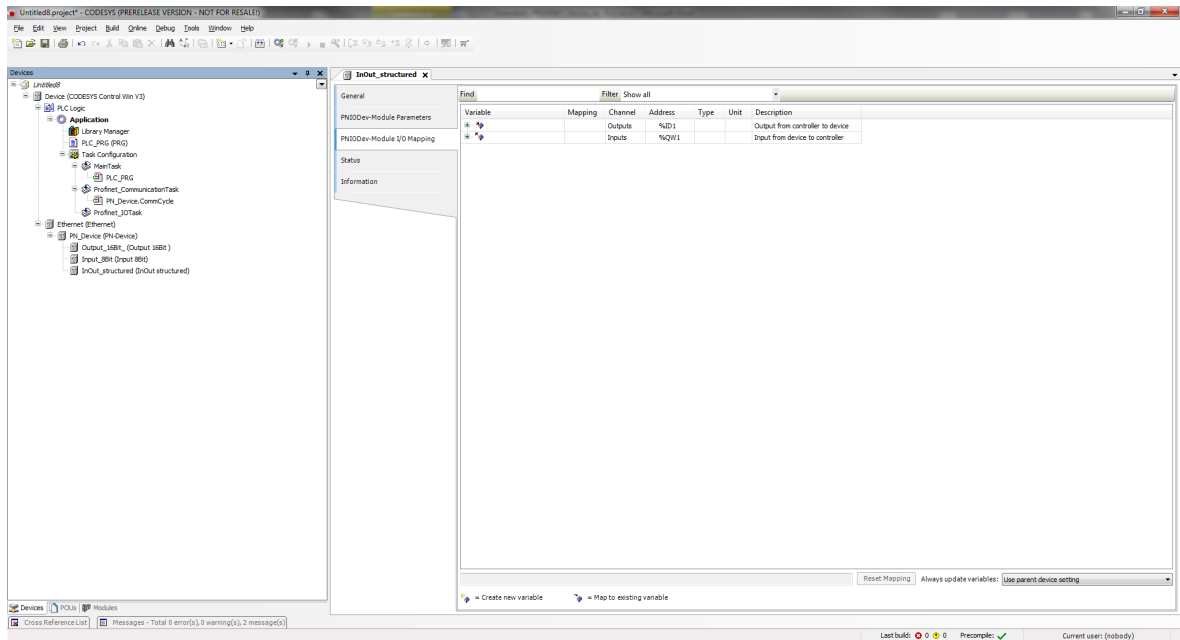 Untitled8.project* - CODESYS (PRERELEASE VERSION - NOT FOR RESALE!)
File Edit View Project Build Online Debug Tools Window Help
Devices
Untitled8
Device (CODESYS Control Win V3)
PLC Logic
Application
Library Manager
PLC_PRG (PRG)
Task Configuration
MainTask
PLC_PRG
Profinet_CommunicationTask
PN_Device.CommCycle
Profinet_IOTask
Ethernet (Ethernet)
PN_Device (PN-Device)
Output_16Bit_ (Output 16Bit )
Input_8Bit (Input 8Bit)
InOut_structured (InOut structured)
Devices POUs Modules
InOut_structured
General
PNIODev-Module Parameters
PNIODev-Module I/O Mapping
Status
Information
Find Filter Show all
Variable Mapping Channel Address Type Unit Description
Outputs %ID1 Output from controller to device
Inputs %QW1 Input from device to controller
Reset Mapping Always update variables: Use parent device setting
= Create new variable = Map to existing variable
Cross Reference List Messages - Total 0 error(s), 0 warning(s), 2 message(s)
Last build: 0 0 Precompile: Current user: (nobody)